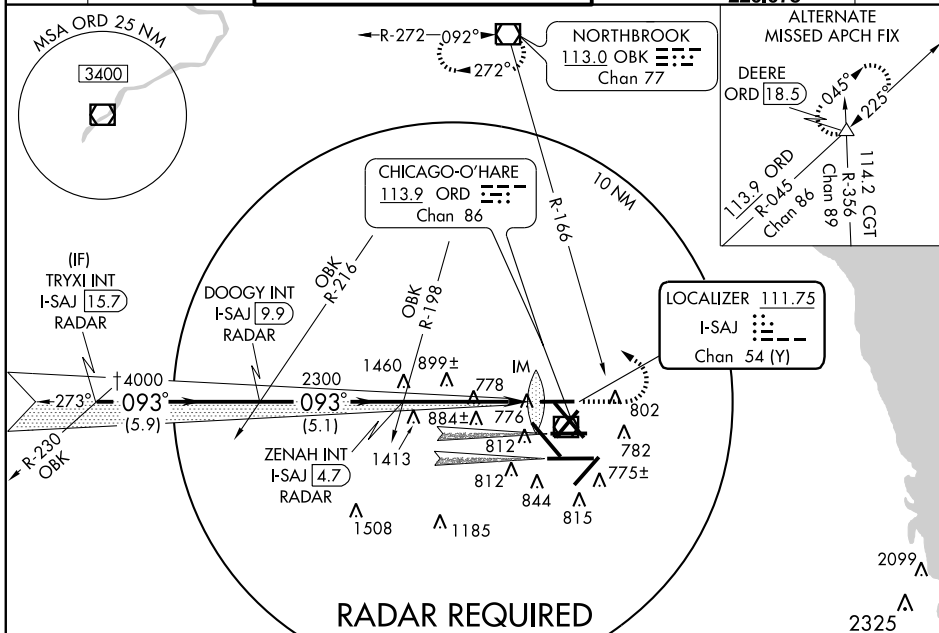 MSA ORD 25 NM
3400
R-272
092°
272°
NORTHBROOK
113.0 OBK
Chan 77
ALTERNATE
MISSED APCH FIX
DEERE
ORD 18.5
045°
225°
113.9 ORD
R-045
Chan 86
114.2 CGT
R-356
Chan 89
CHICAGO-O'HARE
113.9 ORD
Chan 86
10 NM
R-166
(IF)
TRYXI INT
I-SAJ 15.7
RADAR
DOOGY INT
I-SAJ 9.9
RADAR
OBK
R-216
OBK
R-198
LOCALIZER 111.75
I-SAJ
Chan 54 (Y)
†4000
2300
1460
899±
778
IM
273°
093°
093°
776
802
(5.9)
(5.1)
884±
812
782
R-230
OBK
ZENAH INT
I-SAJ 4.7
RADAR
1413
812
844
775±
815
1508
1185
2099
2325
RADAR REQUIRED